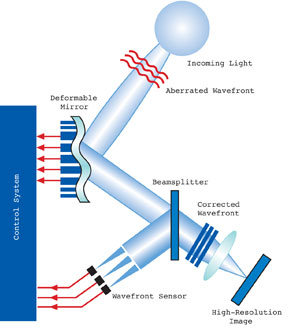 Incoming Light
Aberrated Wavefront
Deformable
Mirror
Control System
Beamsplitter
Corrected
Wavefront
Wavefront Sensor
High-Resolution
Image